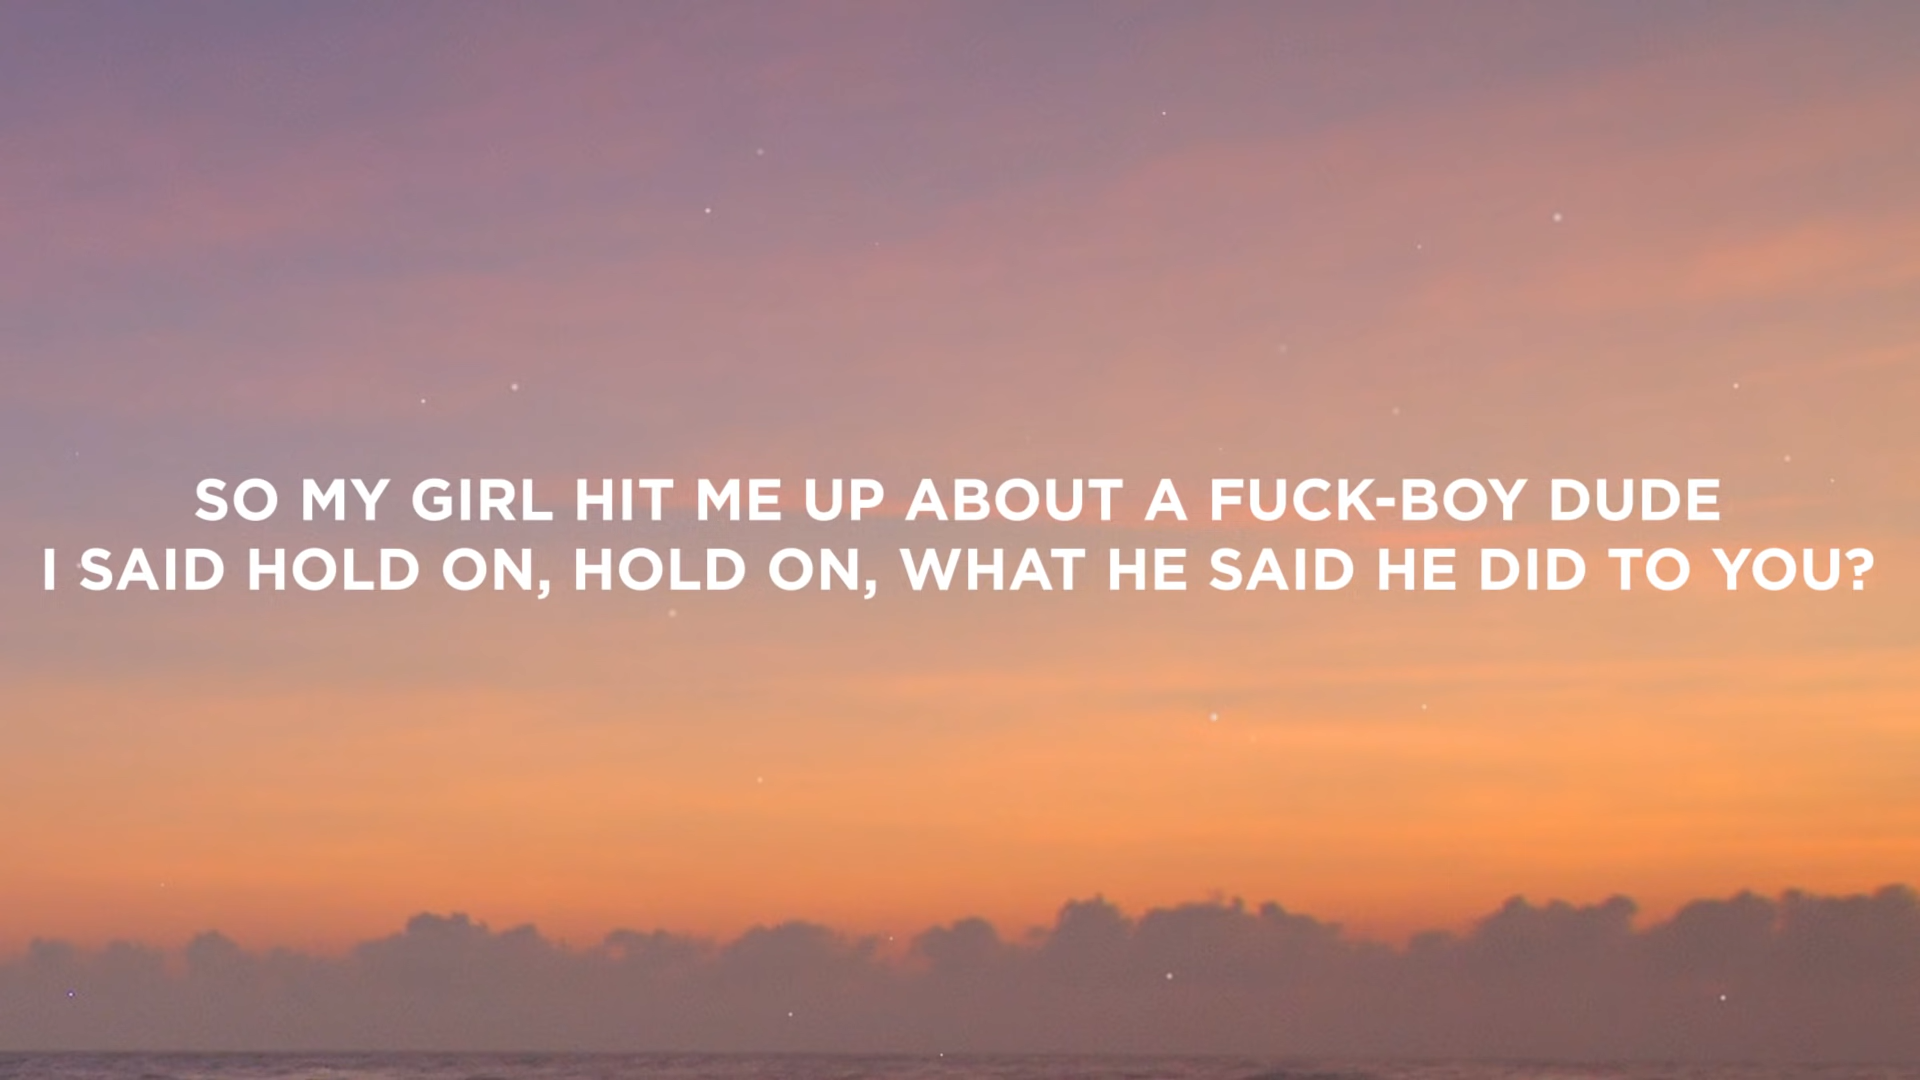 SO MY GIRL HIT ME UP ABOUT A FUCK-BOY DUDE
I SAID HOLD ON, HOLD ON, WHAT HE SAID HE DID TO YOU?